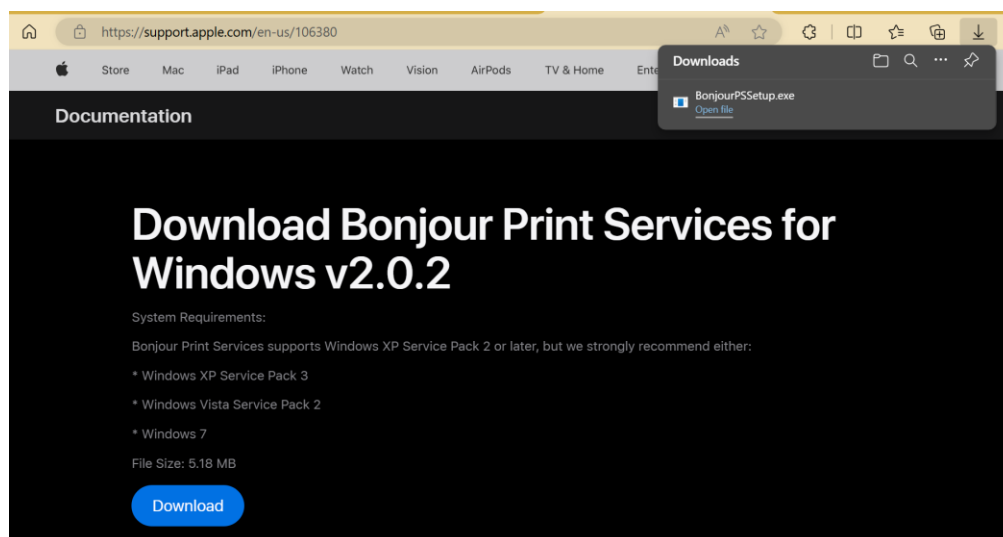 https://support.apple.com/en-us/106380
Store Mac iPad iPhone Watch Vision AirPods TV & Home Ente
Downloads
BonjourPSSetup.exe
Open file
Documentation
Download Bonjour Print Services for
Windows v2.0.2
System Requirements:
Bonjour Print Services supports Windows XP Service Pack 2 or later, but we strongly recommend either:
* Windows XP Service Pack 3
* Windows Vista Service Pack 2
* Windows 7
File Size: 5.18 MB
Download